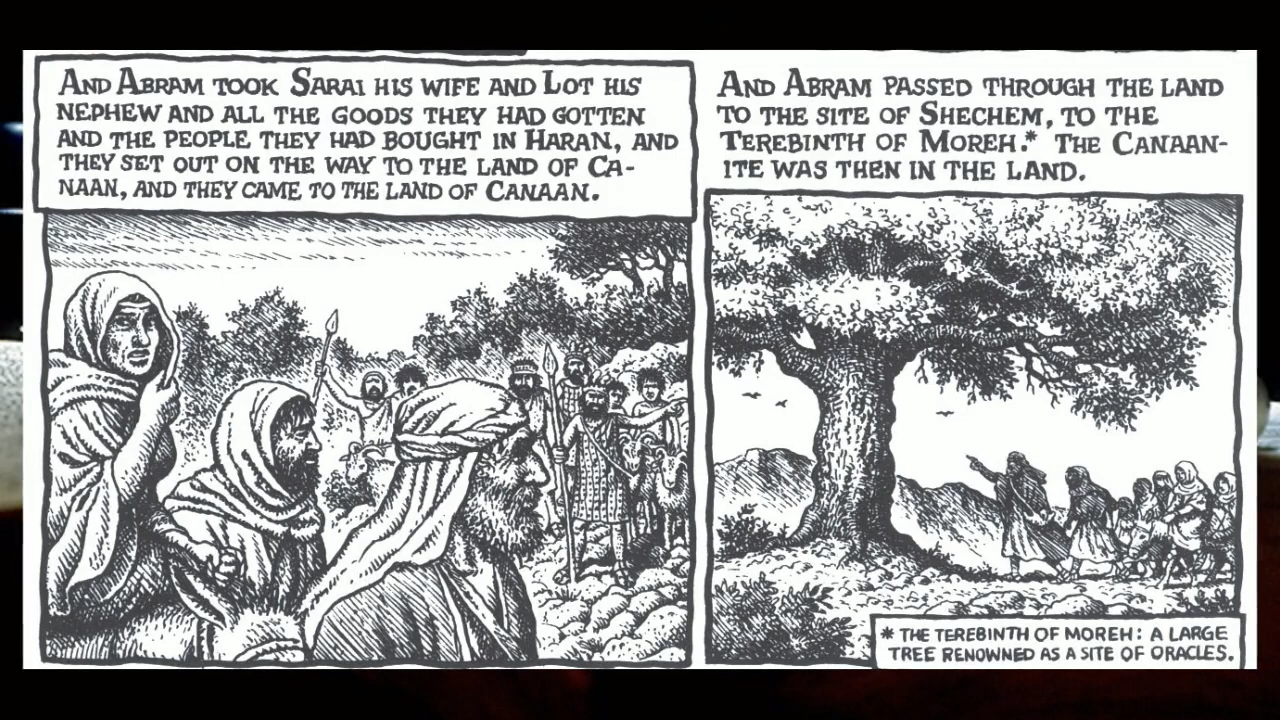 And Abram took Sarai his wife and Lot his
nephew and all the goods they had gotten
and the people they had bought in Haran, and
they set out on the way to the land of Ca-
naan, and they came to the land of Canaan.
And Abram passed through the land
to the site of Shechem, to the
Terebinth of Moreh.* The Canaan-
ite was then in the land.
* The Terebinth of Moreh: a large
tree renowned as a site of oracles.